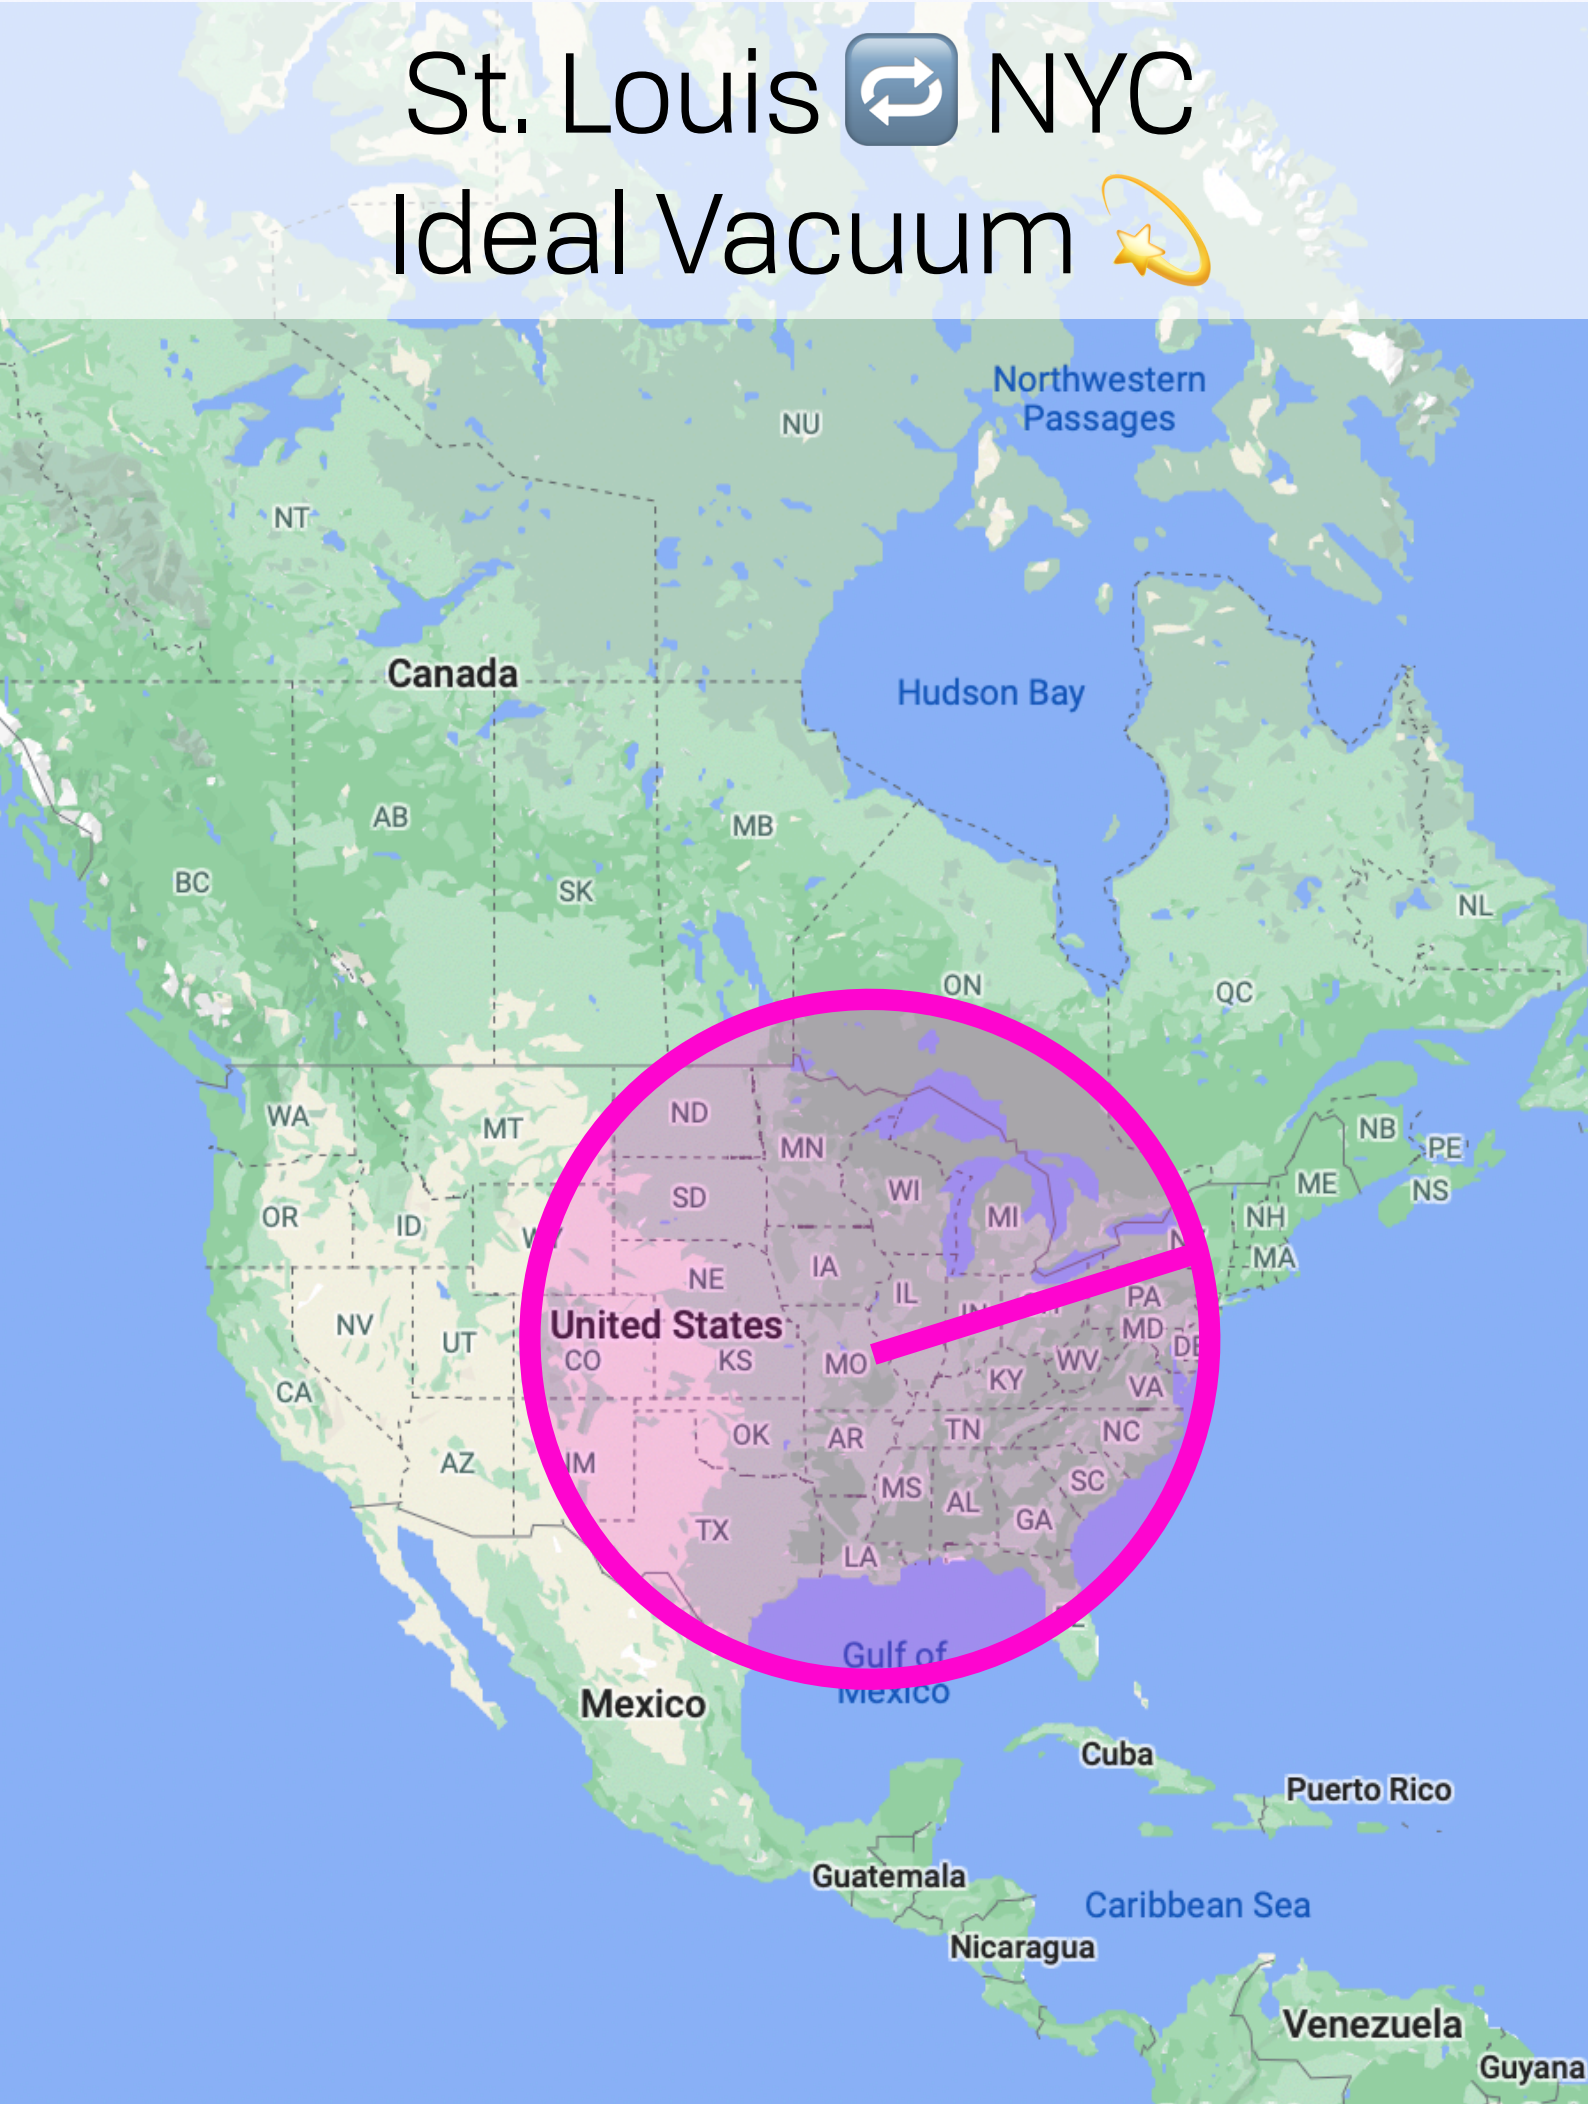 St. Louis 🔁 NYC
Ideal Vacuum 💫
Northwestern
Passages
NU
NT
Canada
Hudson Bay
AB
MB
BC
SK
NL
ON
QC
WA
MT
ND
MN
NB
PE
OR
ID
SD
WI
MI
ME
NS
NH
MA
IA
NE
IL
PA
NV
UT
United States
MD
CO
KS
MO
KY
WV
VA
CA
AZ
OK
AR
TN
NC
MS
AL
SC
TX
LA
GA
Gulf of
Mexico
Mexico
Cuba
Puerto Rico
Guatemala
Caribbean Sea
Nicaragua
Venezuela
Guyana